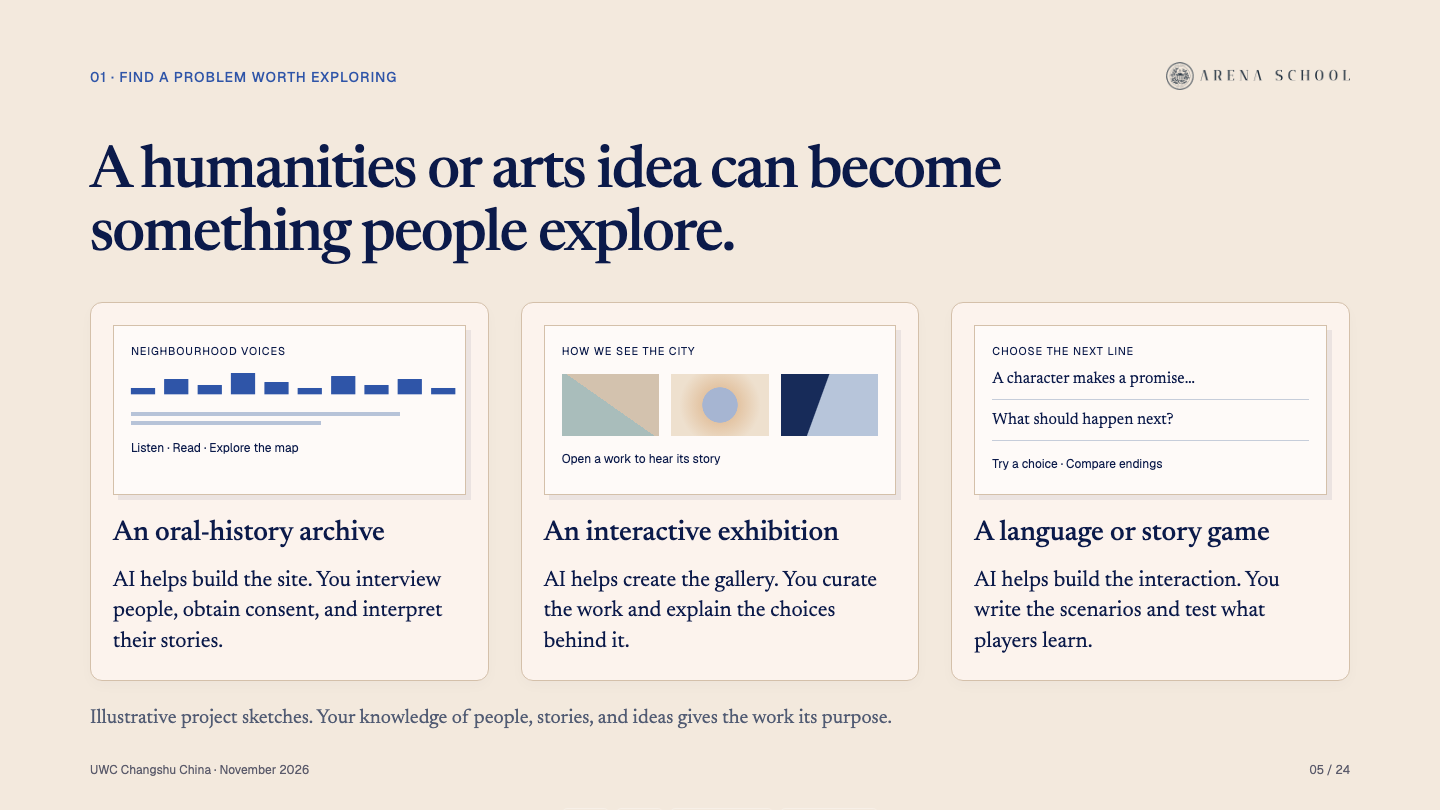 01 · FIND A PROBLEM WORTH EXPLORING
ARENA SCHOOL
A humanities or arts idea can become
something people explore.
NEIGHBOURHOOD VOICES
Listen · Read · Explore the map
An oral-history archive
AI helps build the site. You interview
people, obtain consent, and interpret
their stories.
HOW WE SEE THE CITY
Open a work to hear its story
An interactive exhibition
AI helps create the gallery. You curate
the work and explain the choices
behind it.
CHOOSE THE NEXT LINE
A character makes a promise…
What should happen next?
Try a choice · Compare endings
A language or story game
AI helps build the interaction. You
write the scenarios and test what
players learn.
Illustrative project sketches. Your knowledge of people, stories, and ideas gives the work its purpose.
UWC Changshu China · November 2026
05 / 24